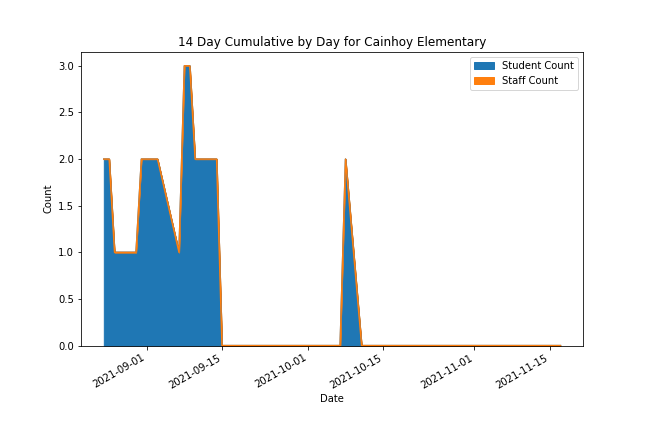 14 Day Cumulative by Day for Cainhoy Elementary
Student Count
Staff Count
3.0
2.5
2.0
1.5
1.0
0.5
0.0
Count
2021-09-01
2021-09-15
2021-10-01
2021-10-15
2021-11-01
2021-11-15
Date